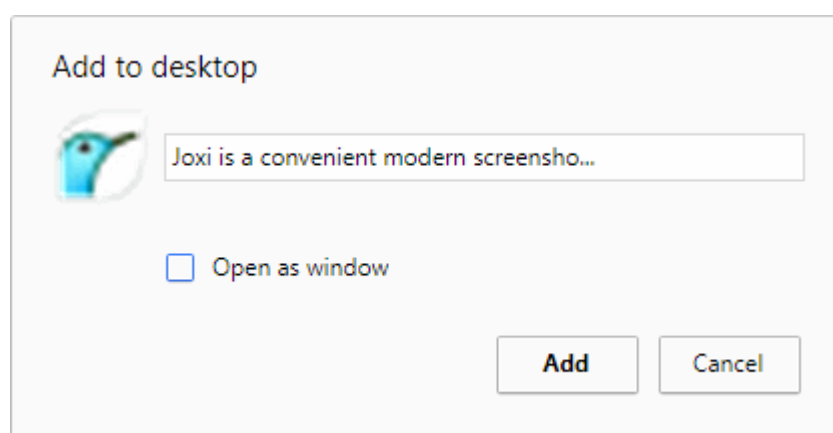 Add to desktop
Joxi is a convenient modern screensho...
Open as window
Add Cancel